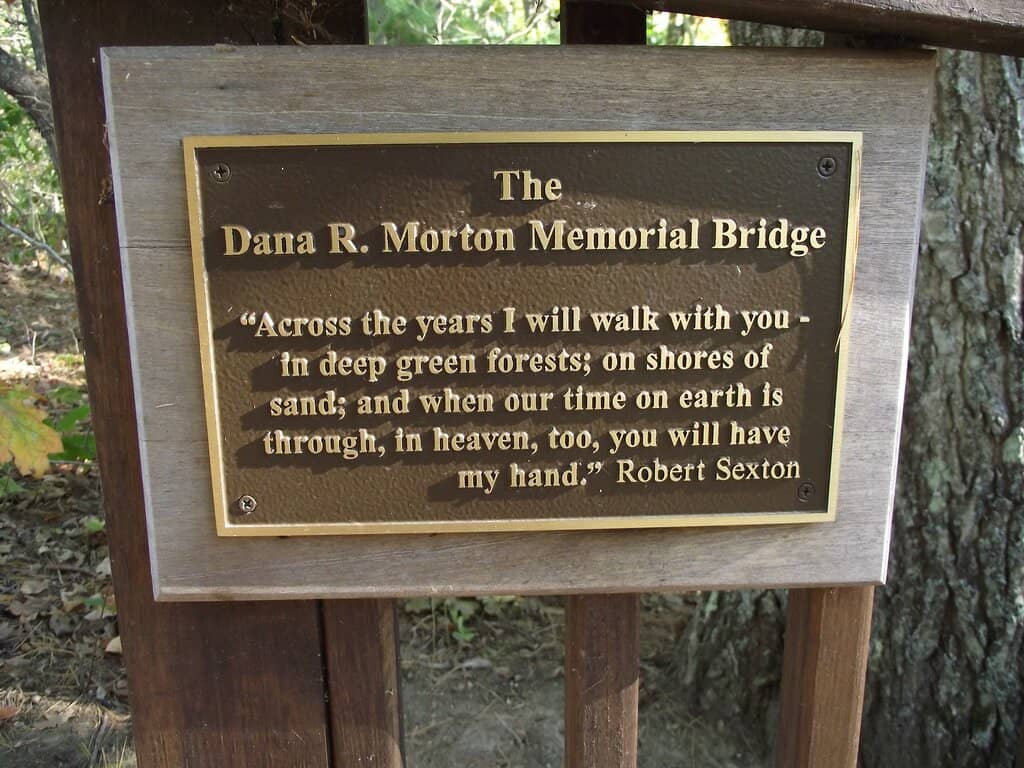 The
Dana R. Morton Memorial Bridge
“Across the years I will walk with you -
in deep green forests; on shores of
sand; and when our time on earth is
through, in heaven, too, you will have
my hand.” Robert Sexton